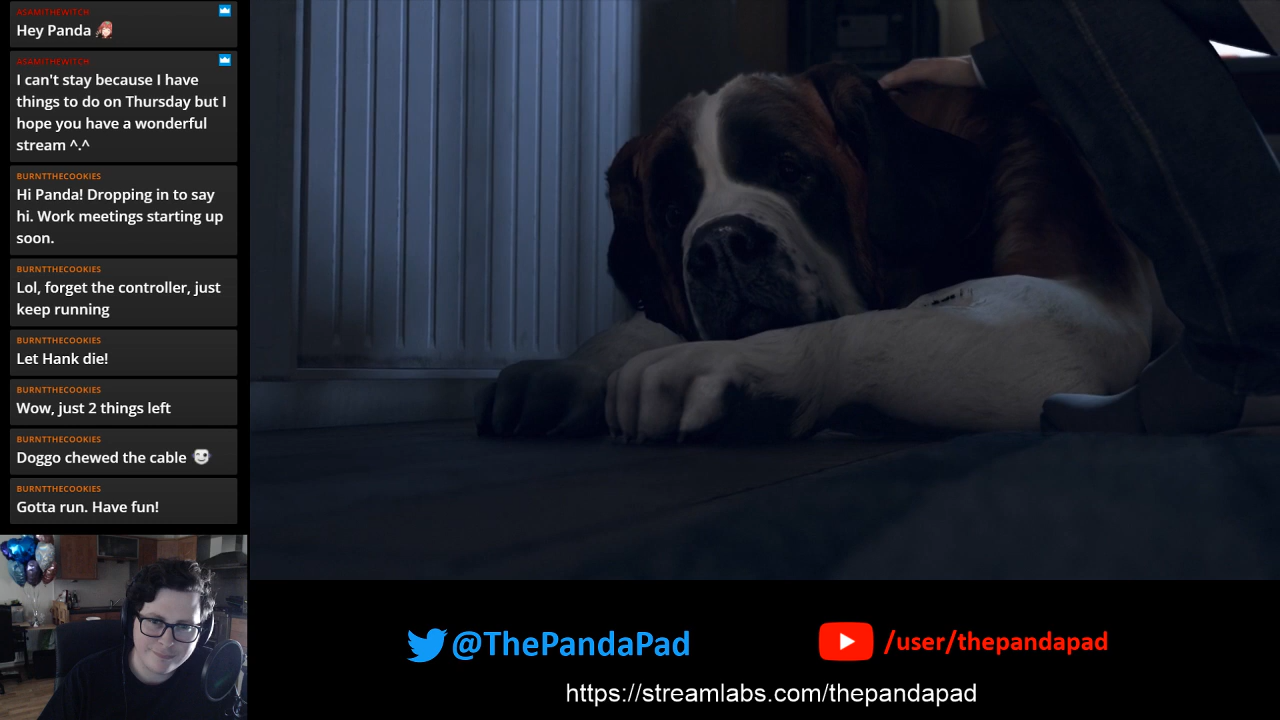 ASAMITHEWITCH
Hey Panda
ASAMITHEWITCH
I can't stay because I have
things to do on Thursday but I
hope you have a wonderful
stream ^.^
BURNTTHECOOKIES
Hi Panda! Dropping in to say
hi. Work meetings starting up
soon.
BURNTTHECOOKIES
Lol, forget the controller, just
keep running
BURNTTHECOOKIES
Let Hank die!
BURNTTHECOOKIES
Wow, just 2 things left
BURNTTHECOOKIES
Doggo chewed the cable
BURNTTHECOOKIES
Gotta run. Have fun!
@ThePandaPad
/user/thepandapad
https://streamlabs.com/thepandapad